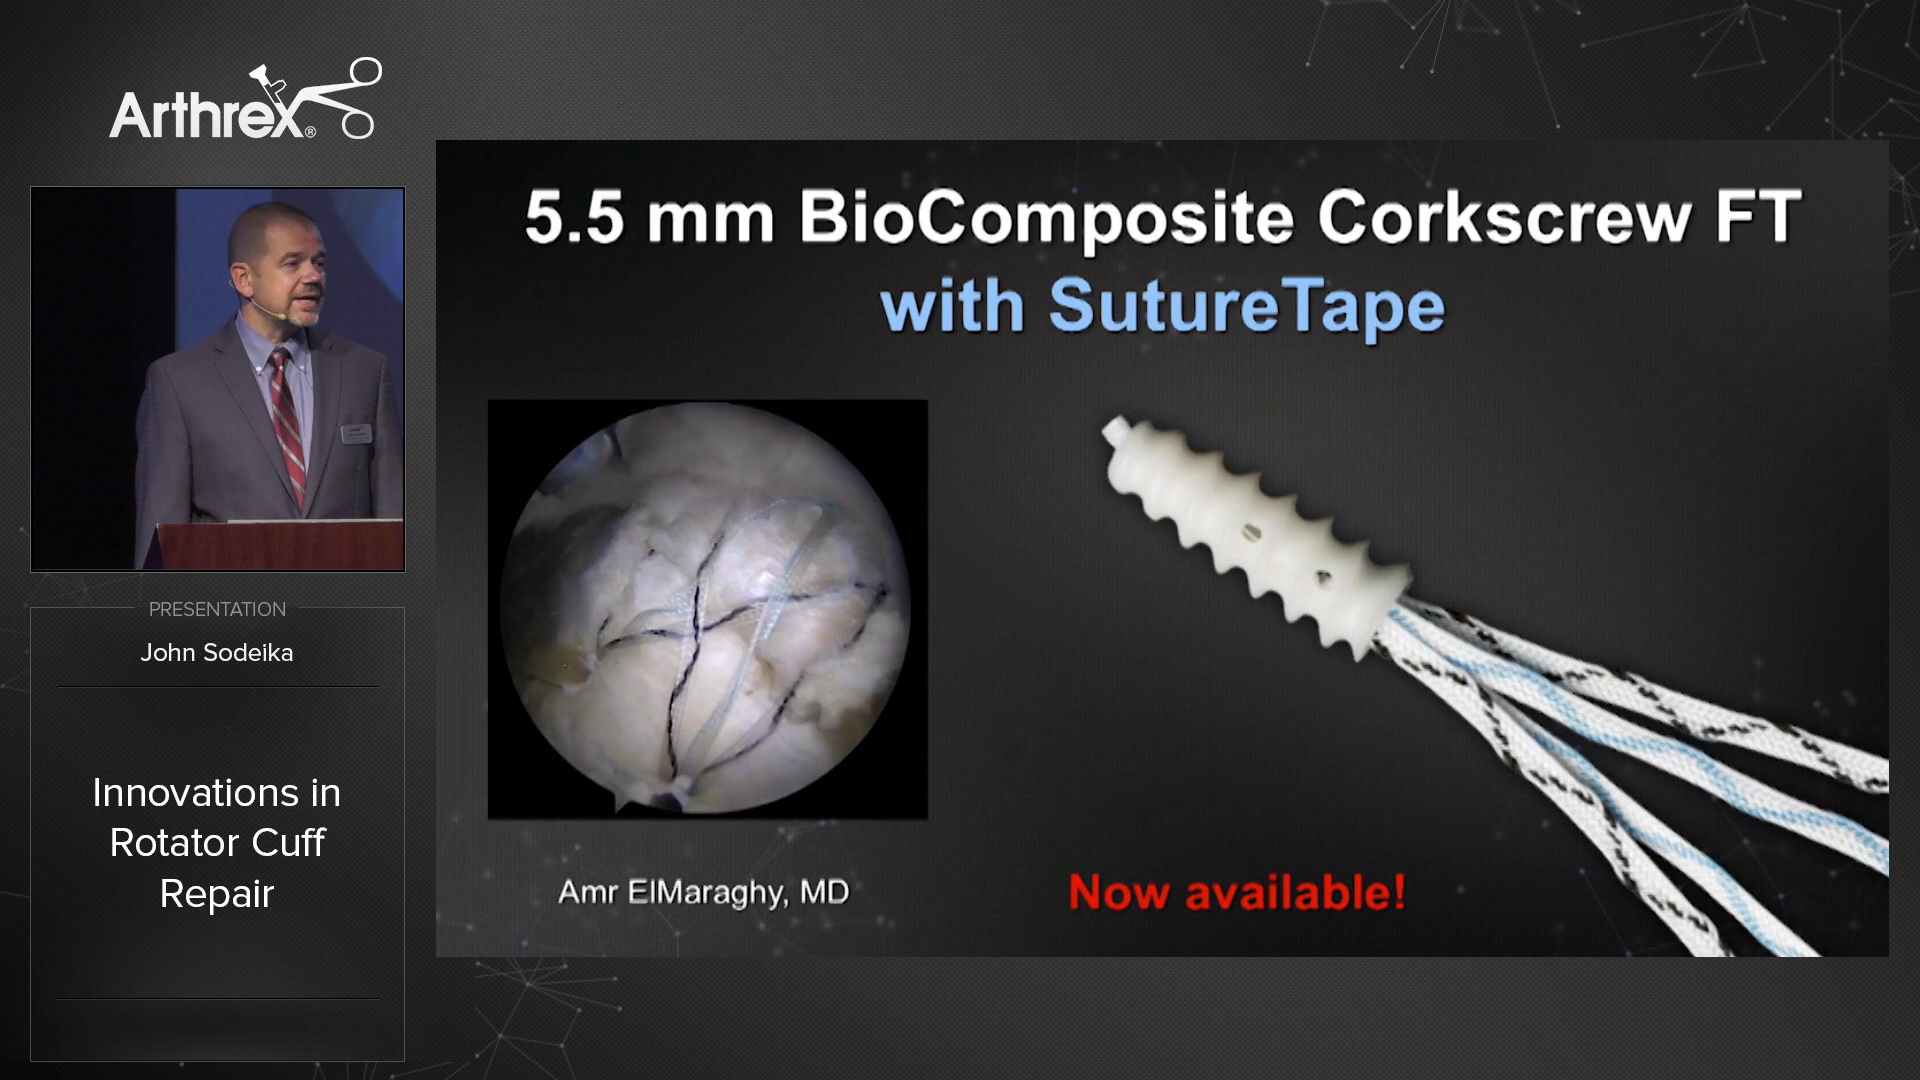 Arthrex®
5.5 mm BioComposite Corkscrew FT
with SutureTape
PRESENTATION
John Sodeika
Innovations in
Rotator Cuff
Repair
Amr ElMaraghy, MD
Now available!